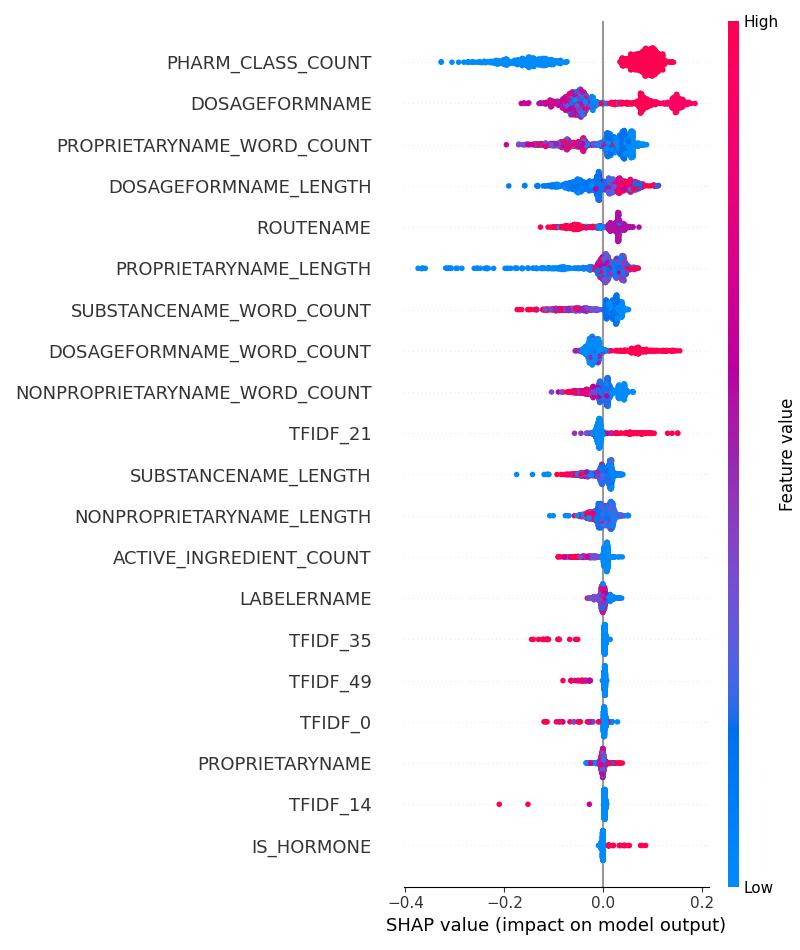 High
PHARM_CLASS_COUNT
DOSAGEFORMNAME
PROPRIETARYNAME_WORD_COUNT
DOSAGEFORMNAME_LENGTH
ROUTENAME
PROPRIETARYNAME_LENGTH
SUBSTANCENAME_WORD_COUNT
DOSAGEFORMNAME_WORD_COUNT
NONPROPRIETARYNAME_WORD_COUNT
TFIDF_21
SUBSTANCENAME_LENGTH
NONPROPRIETARYNAME_LENGTH
ACTIVE_INGREDIENT_COUNT
LABELERNAME
TFIDF_35
TFIDF_49
TFIDF_0
PROPRIETARYNAME
TFIDF_14
IS_HORMONE
Feature value
Low
−0.4 −0.2 0.0 0.2
SHAP value (impact on model output)